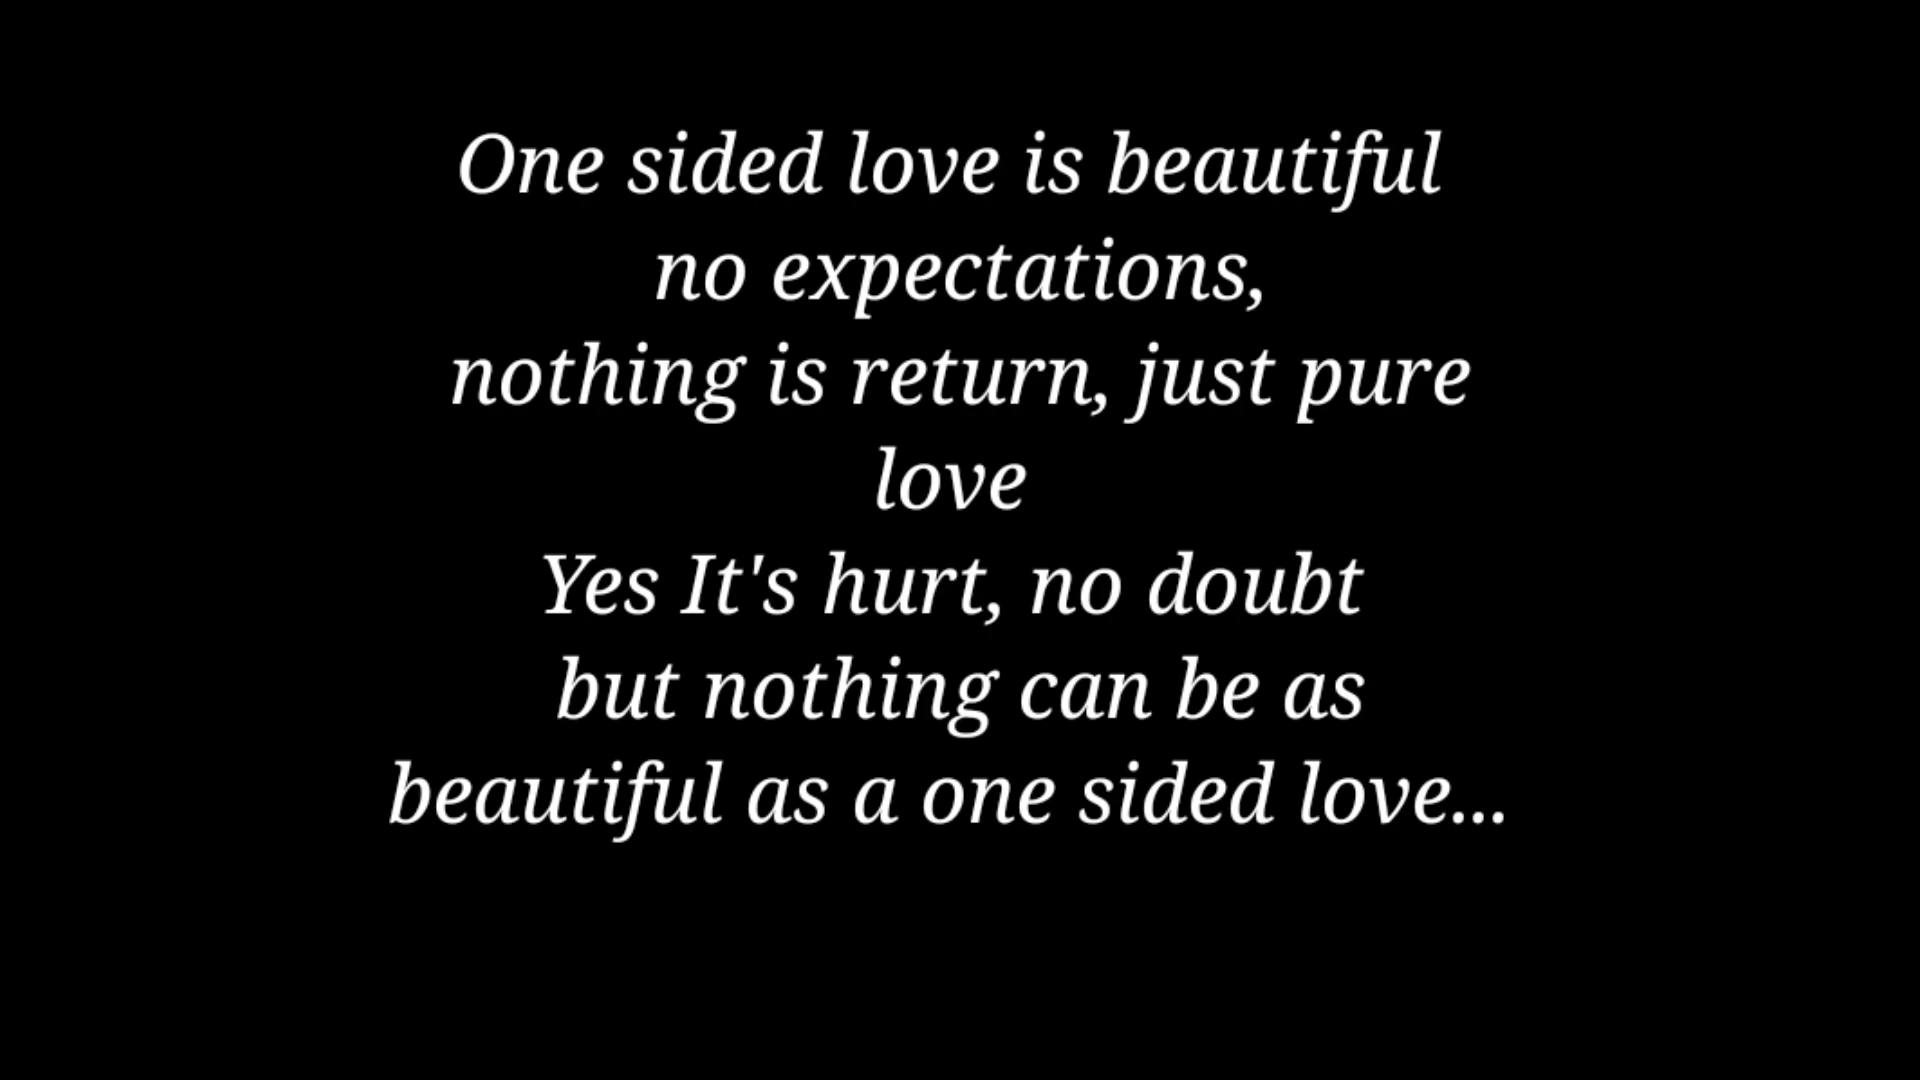 One sided love is beautiful
no expectations,
nothing is return, just pure
love
Yes It's hurt, no doubt
but nothing can be as
beautiful as a one sided love...